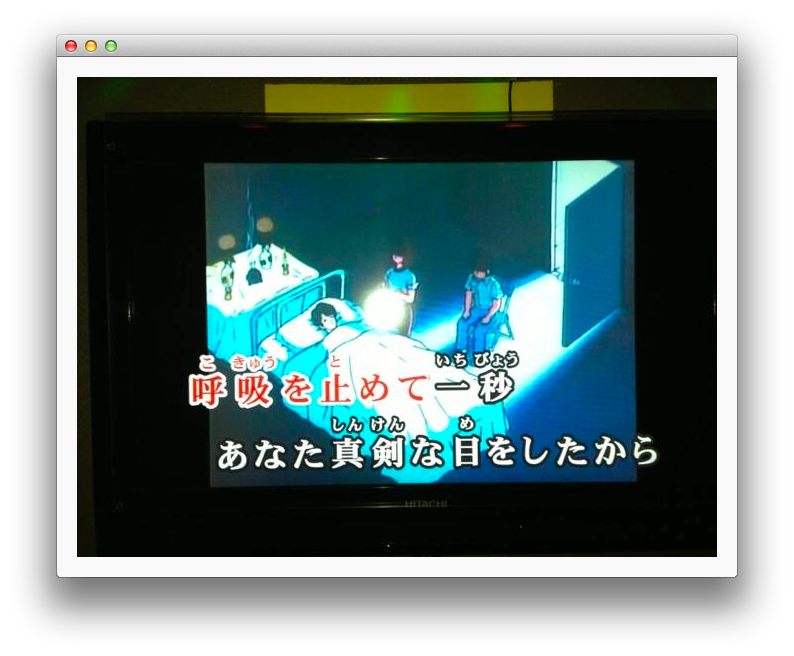 こ きゅう と いち びょう
呼吸を止めて一秒
しん けん め
あなた真剣な目をしたから
HITACHI